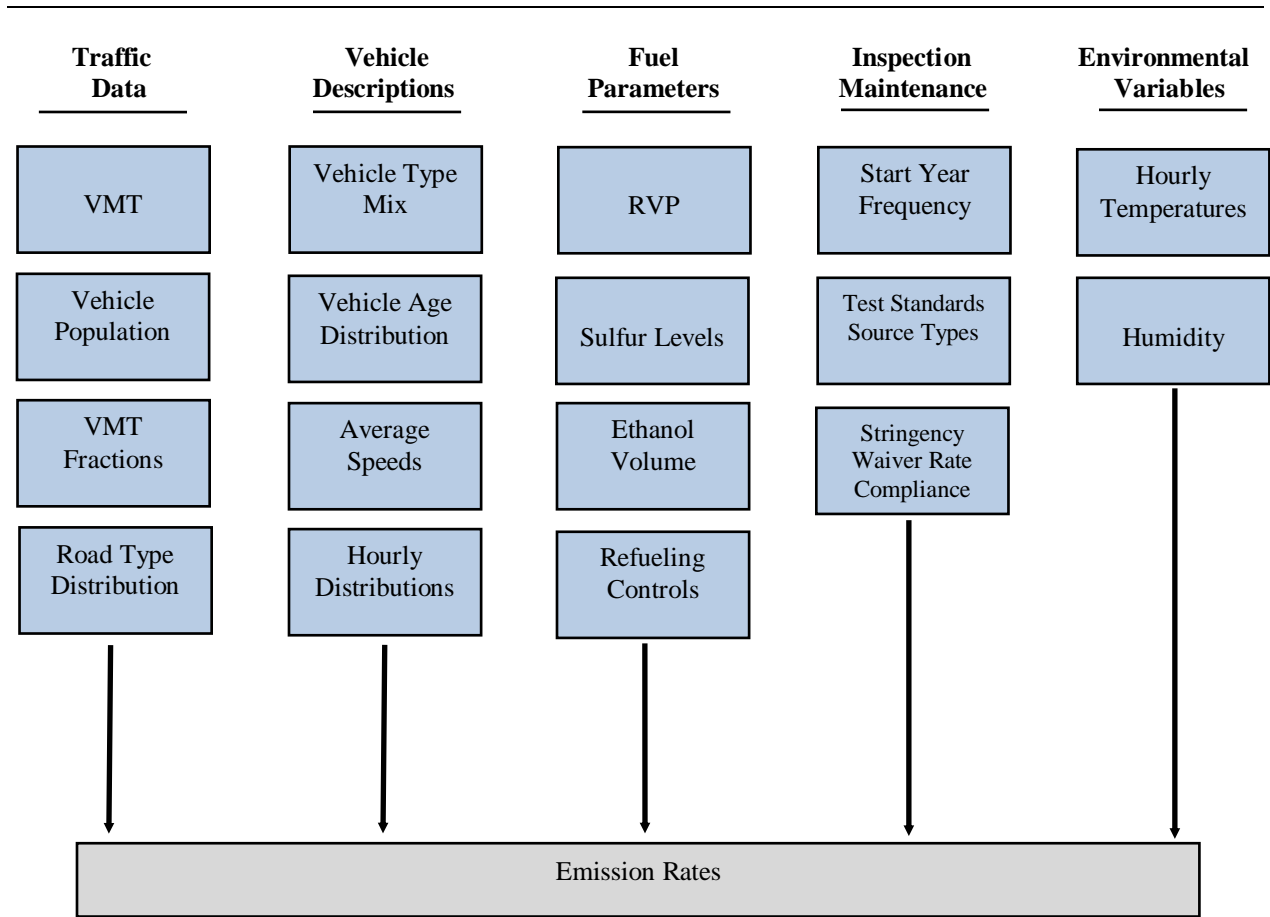 Traffic
Data
Vehicle
Descriptions
Fuel
Parameters
Inspection
Maintenance
Environmental
Variables
VMT
Vehicle
Population
VMT
Fractions
Road Type
Distribution
Vehicle Type
Mix
Vehicle Age
Distribution
Average
Speeds
Hourly
Distributions
RVP
Sulfur Levels
Ethanol
Volume
Refueling
Controls
Start Year
Frequency
Test Standards
Source Types
Stringency
Waiver Rate
Compliance
Hourly
Temperatures
Humidity
Emission Rates